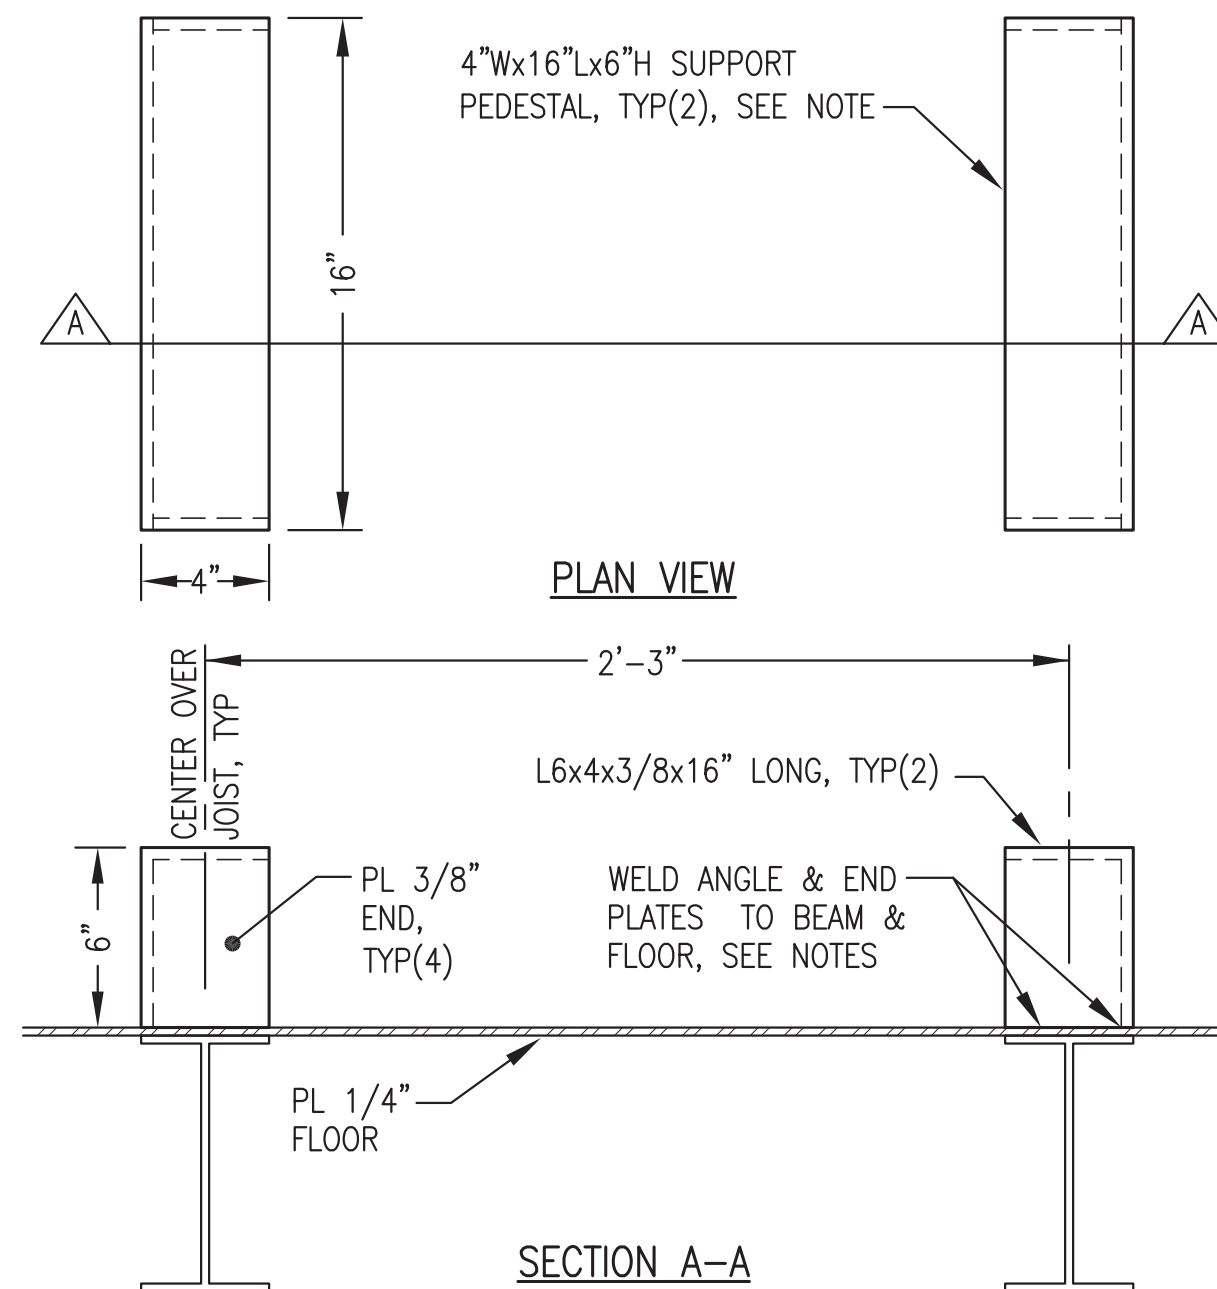 4”Wx16”Lx6”H SUPPORT
PEDESTAL, TYP(2), SEE NOTE
16”
A
A
4”
PLAN VIEW
2’-3”
CENTER OVER
JOIST, TYP
L6x4x3/8x16” LONG, TYP(2)
6”
PL 3/8”
END,
TYP(4)
WELD ANGLE & END
PLATES TO BEAM &
FLOOR, SEE NOTES
PL 1/4”
FLOOR
SECTION A-A